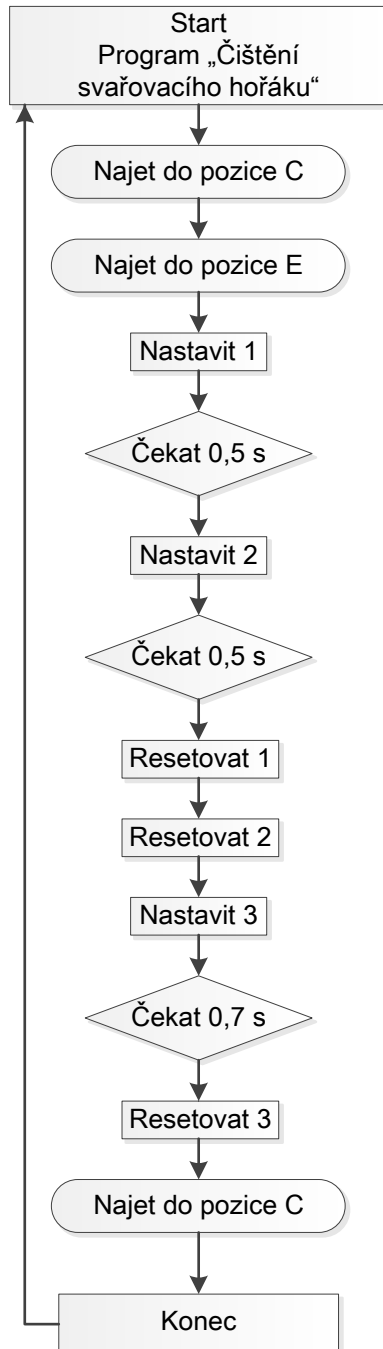 Start
Program „Čištění
svařovacího hořáku“
Najet do pozice C
Najet do pozice E
Nastavit 1
Čekat 0,5 s
Nastavit 2
Čekat 0,5 s
Resetovat 1
Resetovat 2
Nastavit 3
Čekat 0,7 s
Resetovat 3
Najet do pozice C
Konec